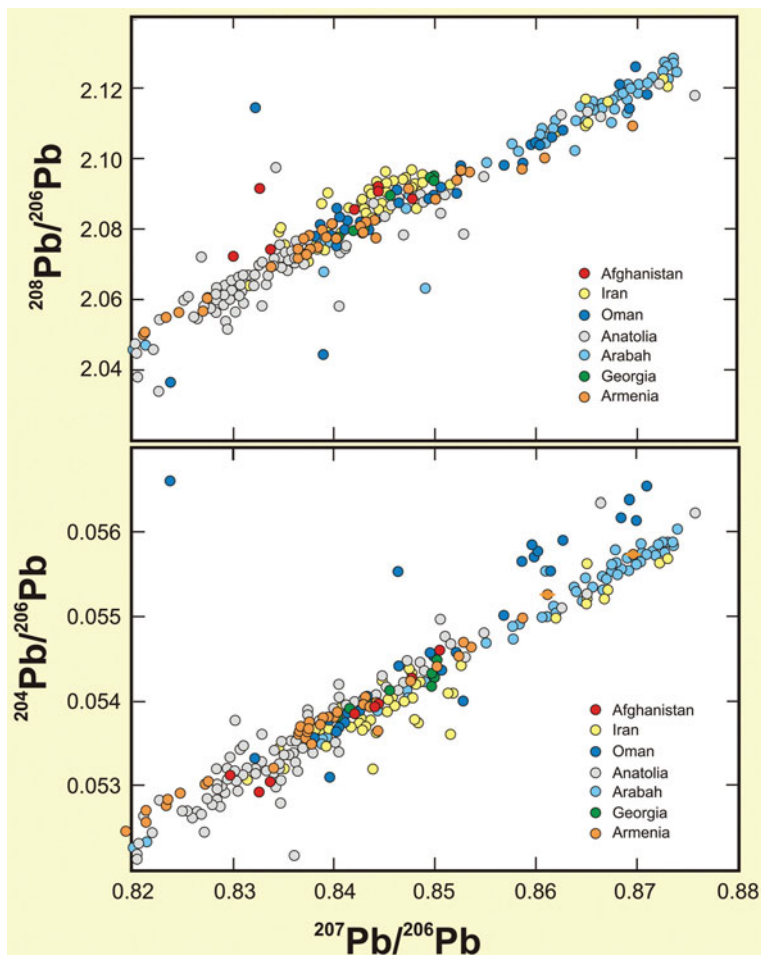 2.12
2.10
2.08
2.06
2.04
²⁰⁸Pb/²⁰⁶Pb
Afghanistan
Iran
Oman
Anatolia
Arabah
Georgia
Armenia
0.056
0.055
0.054
0.053
²⁰⁴Pb/²⁰⁶Pb
Afghanistan
Iran
Oman
Anatolia
Arabah
Georgia
Armenia
0.82 0.83 0.84 0.85 0.86 0.87 0.88
²⁰⁷Pb/²⁰⁶Pb